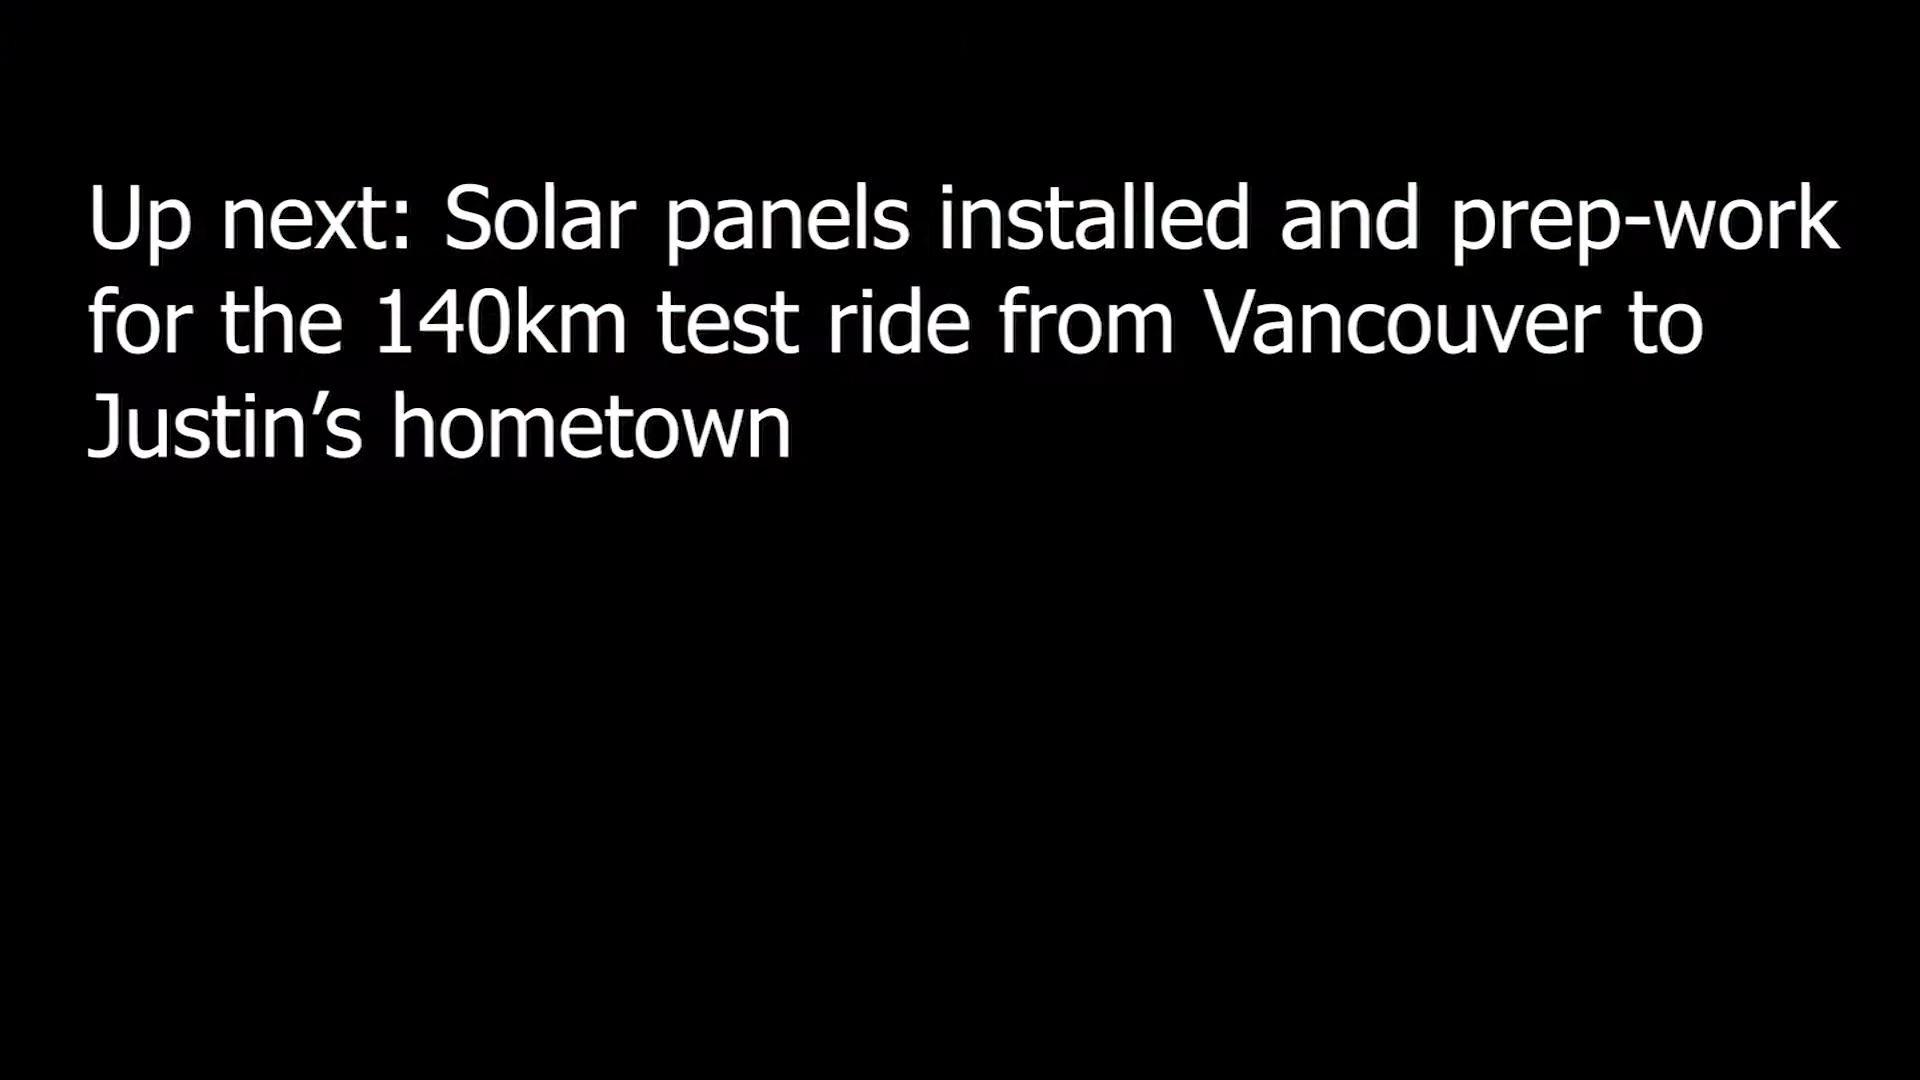 Up next: Solar panels installed and prep-work
for the 140km test ride from Vancouver to
Justin’s hometown